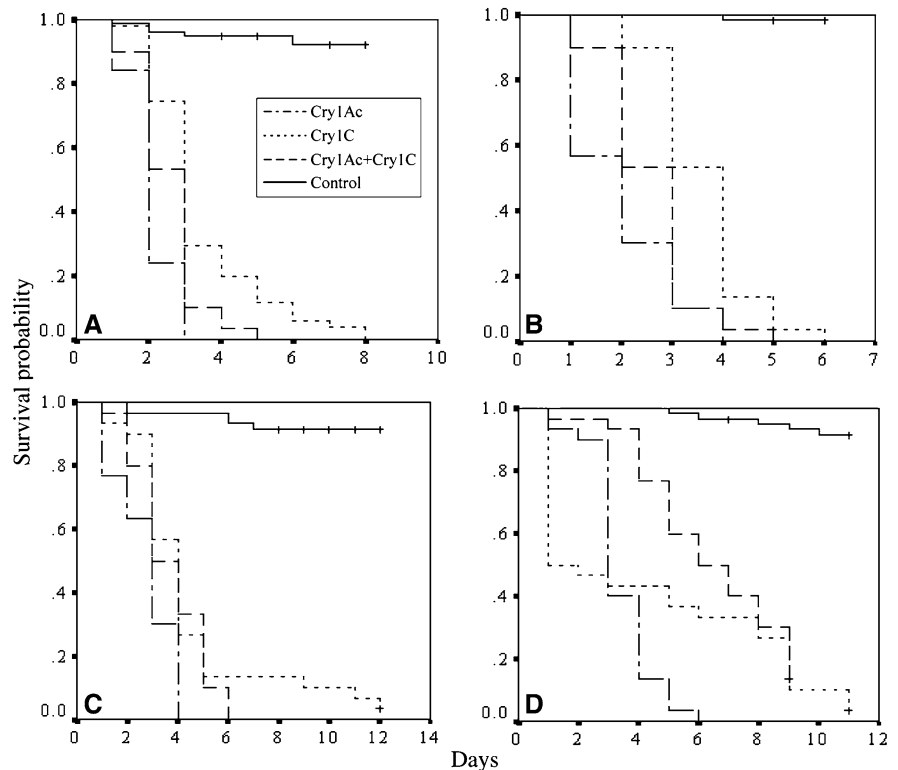 1.0
.8
.6
.4
.2
0.0
A
0 2 4 6 8 10
Cry1Ac
Cry1C
Cry1Ac+Cry1C
Control
1.0
.8
.6
.4
.2
0.0
B
0 1 2 3 4 5 6 7
Survival probability
1.0
.8
.6
.4
.2
0.0
C
0 2 4 6 8 10 12 14
1.0
.8
.6
.4
.2
0.0
D
0 2 4 6 8 10 12
Days